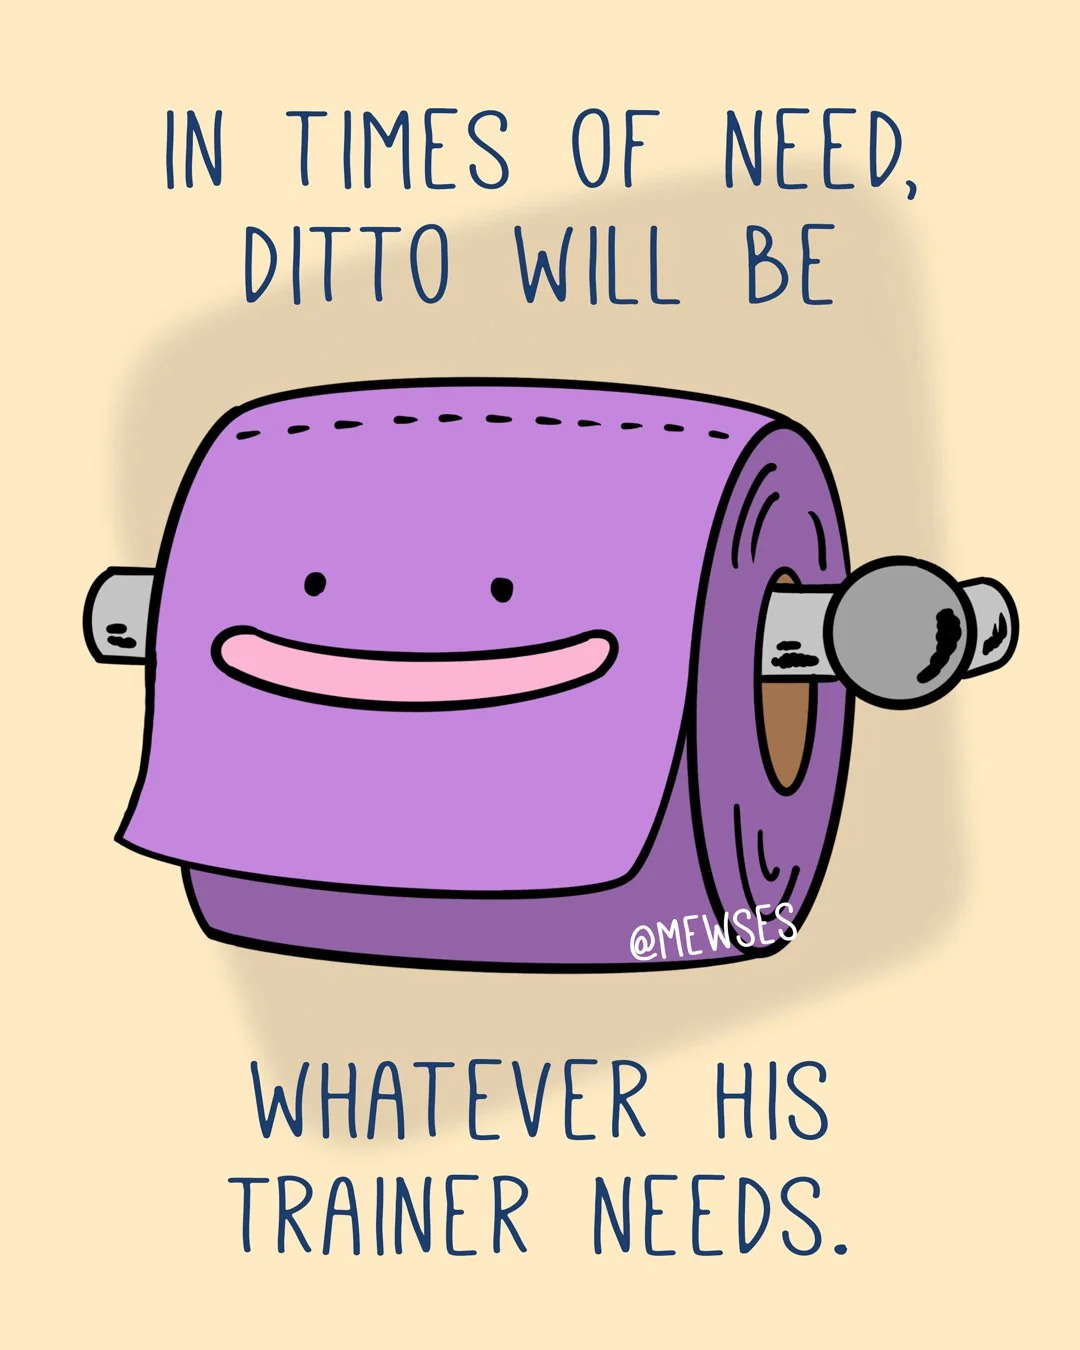 IN TIMES OF NEED,
DITTO WILL BE
@MEWSES
WHATEVER HIS
TRAINER NEEDS.